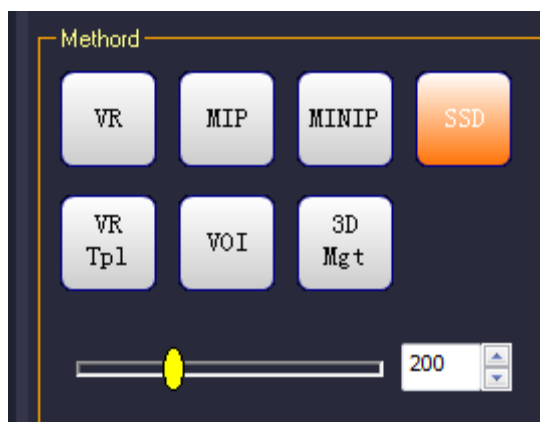 Methord
VR
MIP
MINIP
SSD
VR
Tpl
VOI
3D
Mgt
200